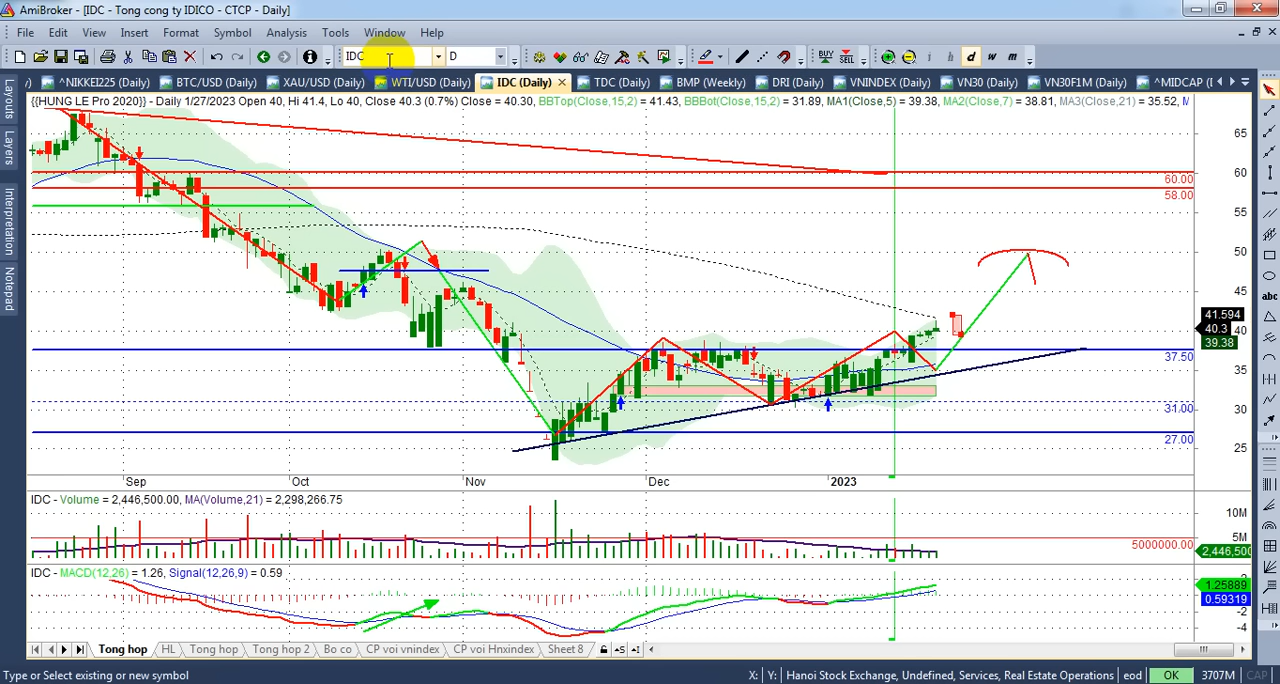 AmiBroker - [IDC - Tong cong ty IDICO - CTCP - Daily]
File Edit View Insert Format Symbol Analysis Tools Window Help
IDC D BUY SELL i h d w m
^NIKKEI225 (Daily) BTC/USD (Daily) XAU/USD (Daily) WTI/USD (Daily) IDC (Daily) TDC (Daily) BMP (Weekly) DRI (Daily) VNINDEX (Daily) VN30 (Daily) VN30F1M (Daily) ^MIDCAP (
Layouts
Layers
Interpretation
Notepad
abc
{{HUNG LE Pro 2020}} - Daily 1/27/2023 Open 40, Hi 41.4, Lo 40, Close 40.3 (0.7%) Close = 40.30, BBTop(Close,15,2) = 41.43, BBBot(Close,15,2) = 31.89, MA1(Close,5) = 39.38, MA2(Close,7) = 38.81, MA3(Close,21) = 35.52, M
65
60
60.00
58.00
55
50
45
41.594
40.3
40
39.38
37.50
35
31.00
30
27.00
25
Sep Oct Nov Dec 2023
IDC - Volume = 2,446,500.00, MA(Volume,21) = 2,298,266.75
10M
5M
5000000.00
2,446,500
IDC - MACD(12,26) = 1.26, Signal(12,26,9) = 0.59
1.25889
0.59319
-2
-4
Tong hop HL Tong hop Tong hop 2 Bo co CP voi vnindex CP voi Hnxindex Sheet 8
Type or Select existing or new symbol X: Y: Hanoi Stock Exchange, Undefined, Services, Real Estate Operations eod OK 3707M CAP